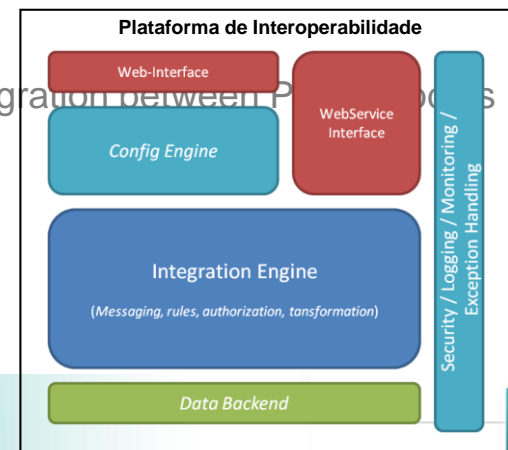 Plataforma de Interoperabilidade
Web-Interface
gration between P
s
WebService
Interface
Config Engine
Integration Engine
(Messaging, rules, authorization, tansformation)
Data Backend
Security / Logging / Monitoring /
Exception Handling